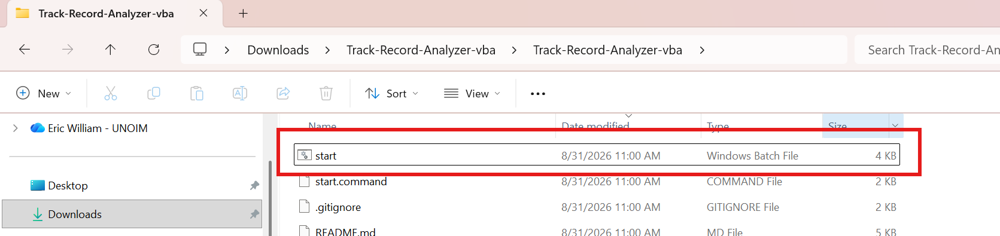 Track-Record-Analyzer-vba
Downloads Track-Record-Analyzer-vba Track-Record-Analyzer-vba Search Track-Record-An
New Sort View
Eric William - UNOIM
Desktop
Downloads
Name Date modified Type Size
start 8/31/2026 11:00 AM Windows Batch File 4 KB
start.command 8/31/2026 11:00 AM COMMAND File 2 KB
.gitignore 8/31/2026 11:00 AM GITIGNORE File 2 KB
README.md 8/31/2026 11:00 AM MD File 5 KB